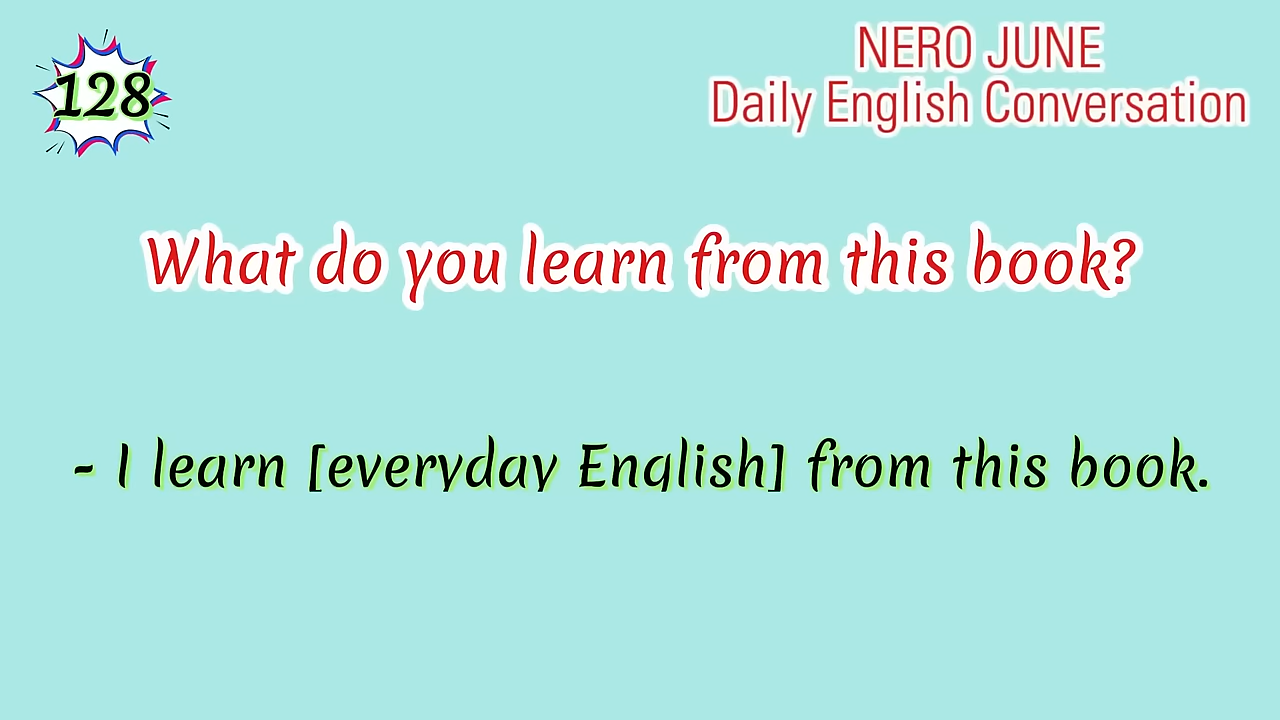 128
NERO JUNE
Daily English Conversation
What do you learn from this book?
- I learn [everyday English] from this book.